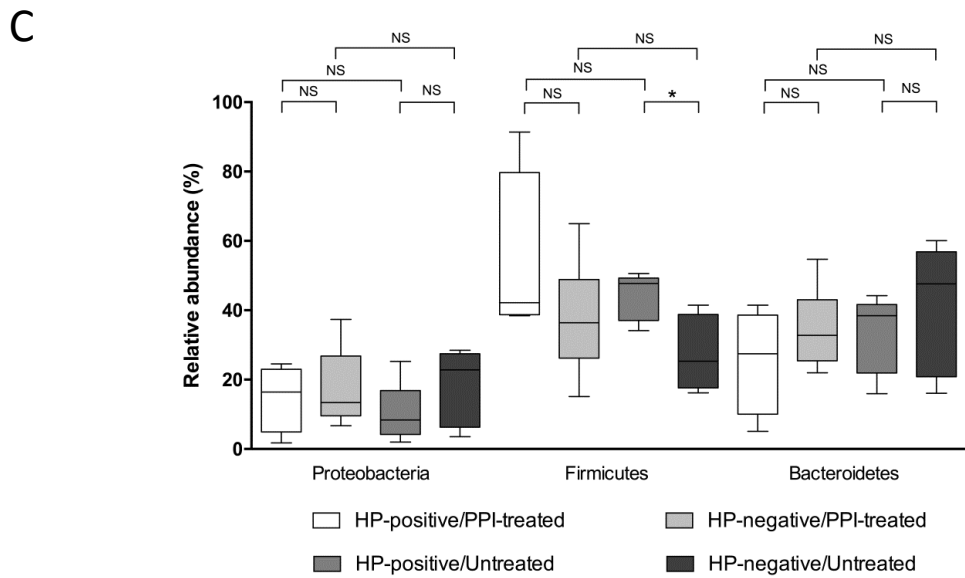 C
NS NS NS
NS NS NS
NS NS NS * NS NS
100
80
60
40
20
0
Relative abundance (%)
Proteobacteria Firmicutes Bacteroidetes
HP-positive/PPI-treated HP-negative/PPI-treated
HP-positive/Untreated HP-negative/Untreated